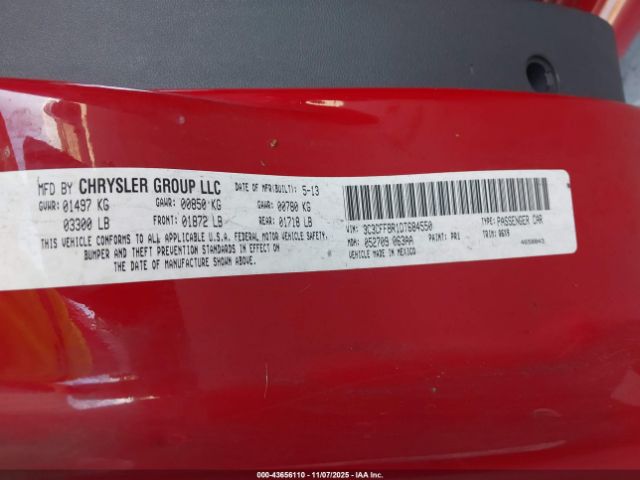 MFD BY CHRYSLER GROUP LLC DATE OF MFR(BUILT): 5-13
GVWR: 01497 KG GAWR: 00850 KG GAWR: 00780 KG
03300 LB FRONT: 01872 LB REAR: 01718 LB
THIS VEHICLE CONFORMS TO ALL APPLICABLE U.S.A. FEDERAL MOTOR VEHICLE SAFETY,
BUMPER AND THEFT PREVENTION STANDARDS IN EFFECT ON
THE DATE OF MANUFACTURE SHOWN ABOVE.
VIN: 3C3CFFBR1DT684550 TYPE: PASSENGER CAR
MDH: 052709 063AA PAINT: PR1 TRIM: B6X9
VEHICLE MADE IN MEXICO
000-43656110 - 11/07/2025 - IAA Inc.